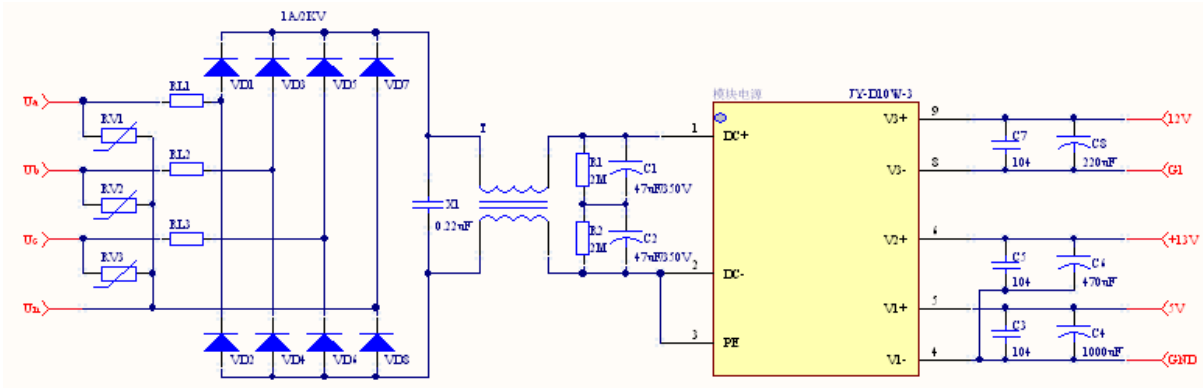 1A/2KV
VD1 VD3 VD5 VD7
RL1
Ua
RV1
RL2
Ub
RV2
RL3
Uc
RV3
Un
VD2 VD4 VD6 VD8
X1
0.22uF
T
R1
2M
C1
47uF/350V
R2
2M
C2
47uF/350V
模块电源 JY-D10W-3
1 DC+
2 DC-
3 PE
V3+ 9
V3- 8
V2+ 6
V1+ 5
V1- 4
C7
104
C8
220uF
12V
G1
+13V
C5
104
C6
470uF
5V
C3
104
C4
1000uF
GND